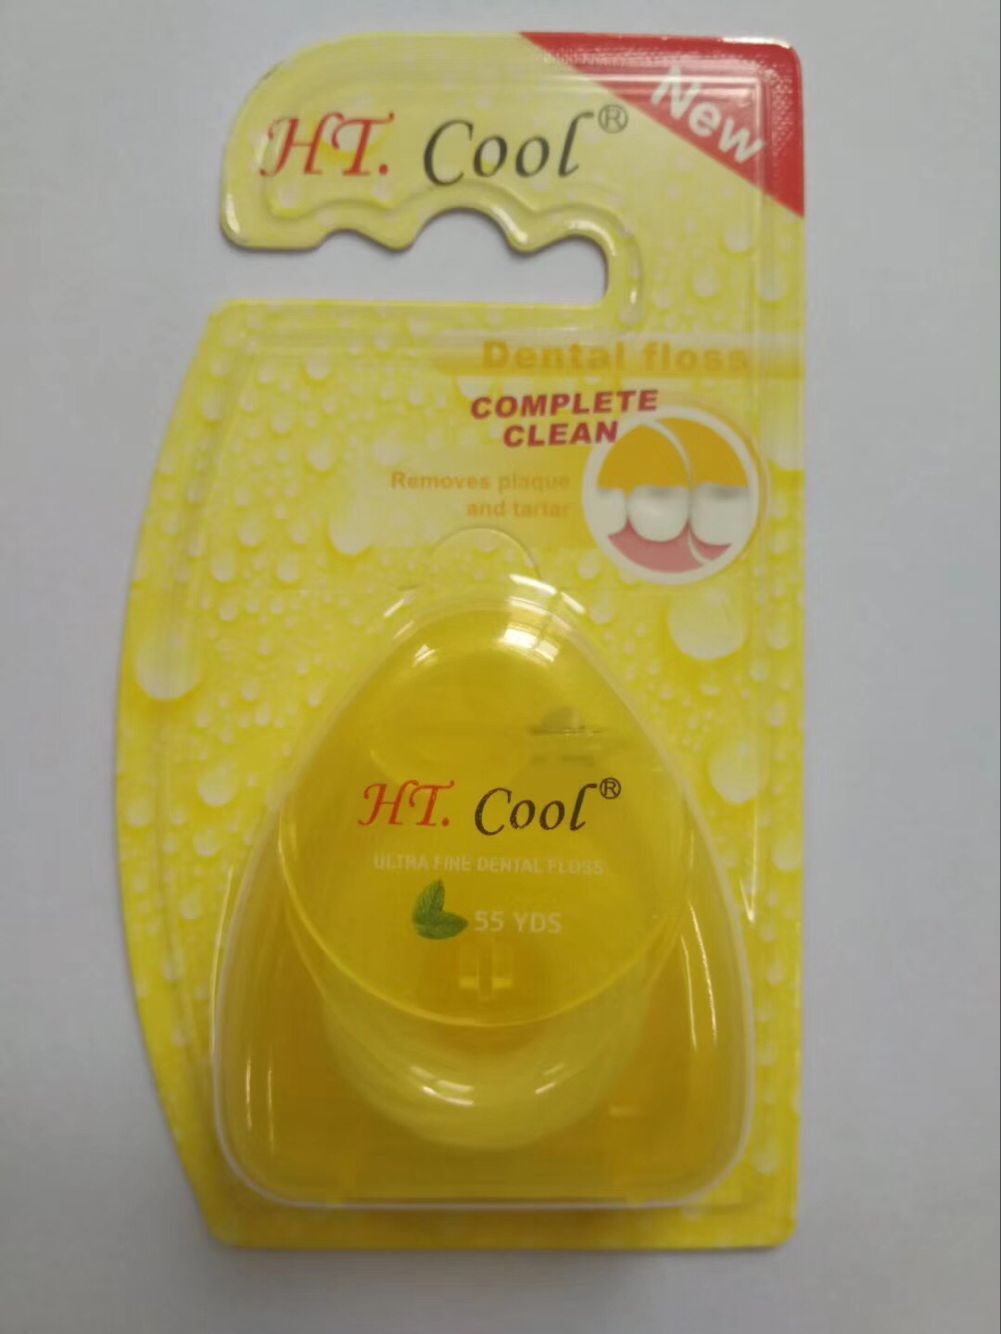 HT. Cool®
New
Dental floss
COMPLETE
CLEAN
Removes plaque
and tartar
HT. Cool®
ULTRA FINE DENTAL FLOSS
55 YDS